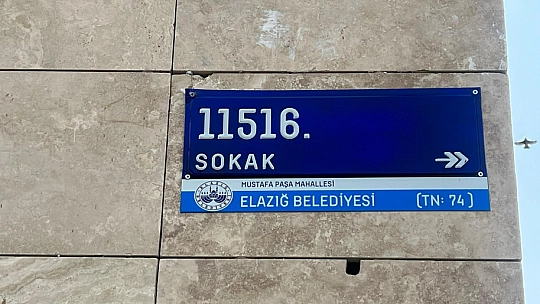 11516.
SOKAK
MUSTAFA PAŞA MAHALLESİ
ELAZIĞ BELEDİYESİ (TN: 74)